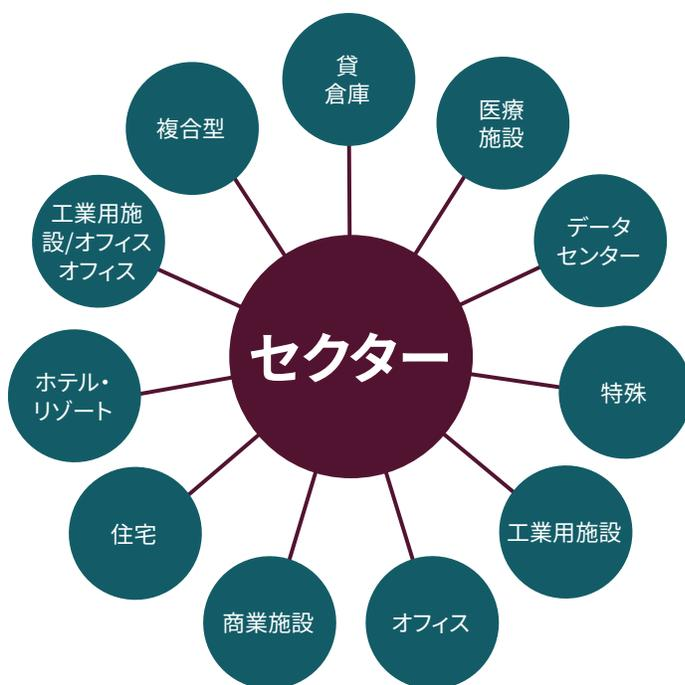 貸
倉庫
医療
施設
データ
センター
特殊
工業用施設
オフィス
商業施設
住宅
ホテル・
リゾート
工業用施
設/オフィス
オフィス
複合型
セクター